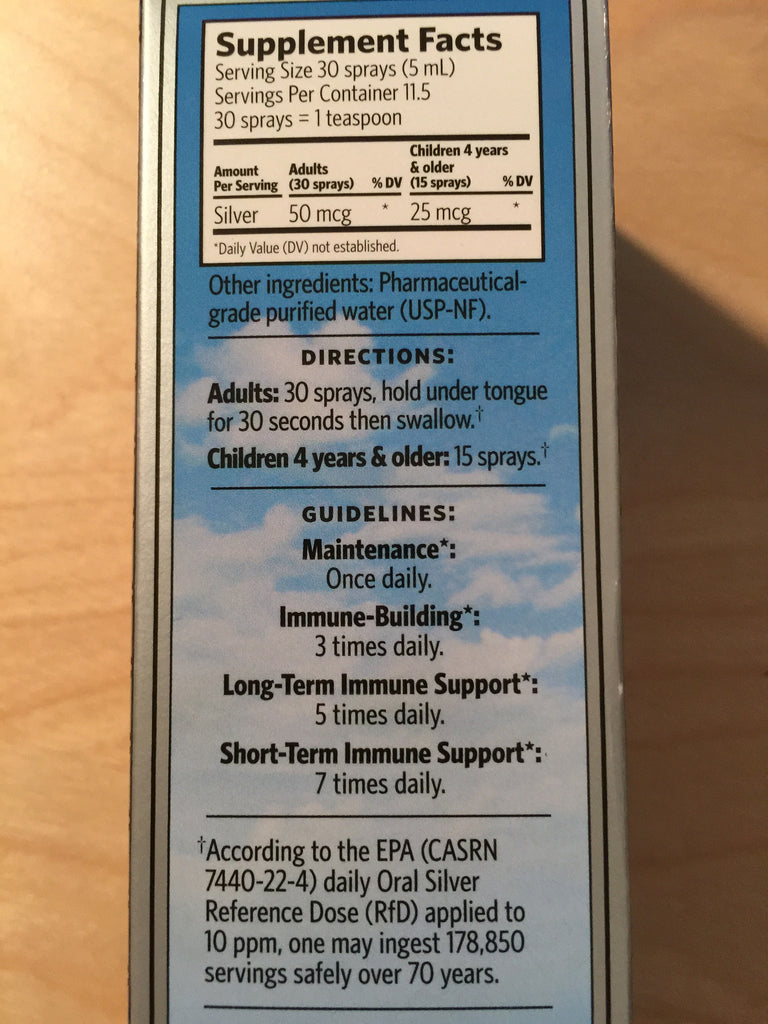 Supplement Facts
Serving Size 30 sprays (5 mL)
Servings Per Container 11.5
30 sprays = 1 teaspoon
Amount Per Serving Adults (30 sprays) % DV Children 4 years & older (15 sprays) % DV
Silver 50 mcg * 25 mcg *
*Daily Value (DV) not established.
Other ingredients: Pharmaceutical-
grade purified water (USP-NF).
DIRECTIONS:
Adults: 30 sprays, hold under tongue
for 30 seconds then swallow.†
Children 4 years & older: 15 sprays.†
GUIDELINES:
Maintenance*:
Once daily.
Immune-Building*:
3 times daily.
Long-Term Immune Support*:
5 times daily.
Short-Term Immune Support*:
7 times daily.
†According to the EPA (CASRN
7440-22-4) daily Oral Silver
Reference Dose (RfD) applied to
10 ppm, one may ingest 178,850
servings safely over 70 years.